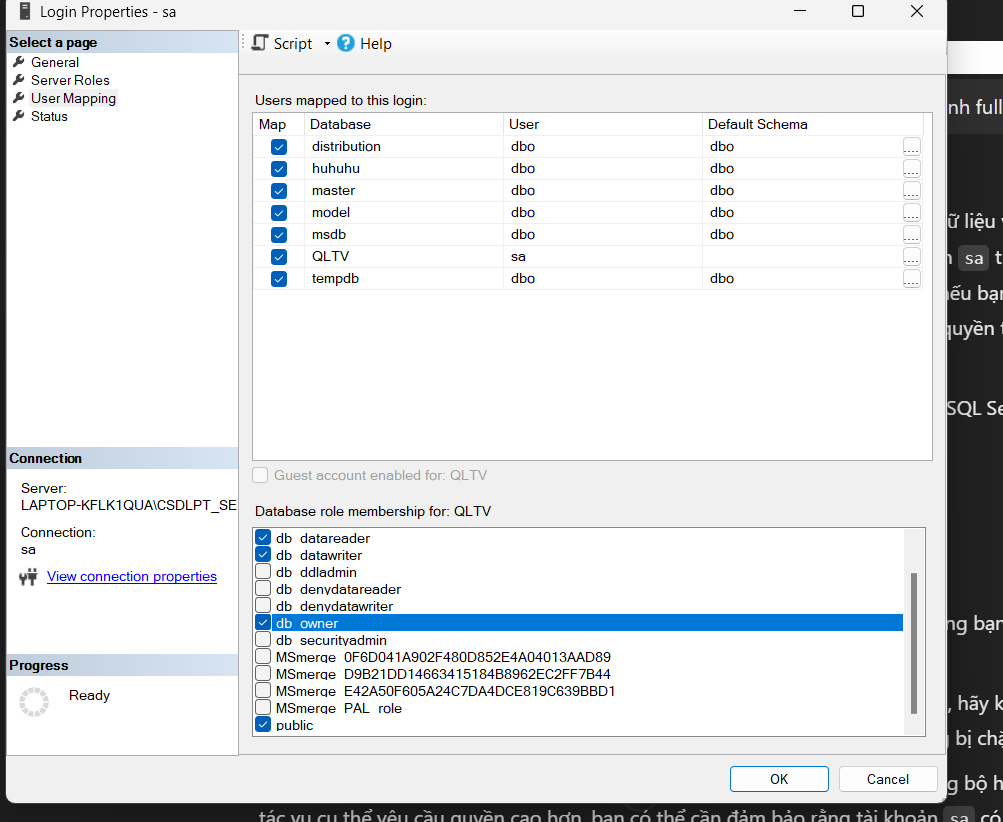 Login Properties - sa
Select a page
General
Server Roles
User Mapping
Status
Script
Help
Users mapped to this login:
Map Database User Default Schema
distribution dbo dbo ...
huhuhu dbo dbo ...
master dbo dbo ...
model dbo dbo ...
msdb dbo dbo ...
QLTV sa ...
tempdb dbo dbo ...
Guest account enabled for: QLTV
Database role membership for: QLTV
db_datareader
db_datawriter
db_ddladmin
db_denydatareader
db_denydatawriter
db_owner
db_securityadmin
MSmerge_0F6D041A902F480D852E4A04013AAD89
MSmerge_D9B21DD14663415184B8962EC2FF7B44
MSmerge_E42A50F605A24C7DA4DCE819C639BBD1
MSmerge_PAL_role
public
Connection
Server:
LAPTOP-KFLK1QUA\CSDLPT_SE
Connection:
sa
View connection properties
Progress
Ready
OK
Cancel
nh full
ữ liệu
sa t
ếu bạn
quyền t
SQL Se
ng bạn
, hãy k
bị chặ
g bộ h
tác vụ cụ thể yêu cầu quyền cao hơn, bạn có thể cần đảm bảo rằng tài khoản sa có